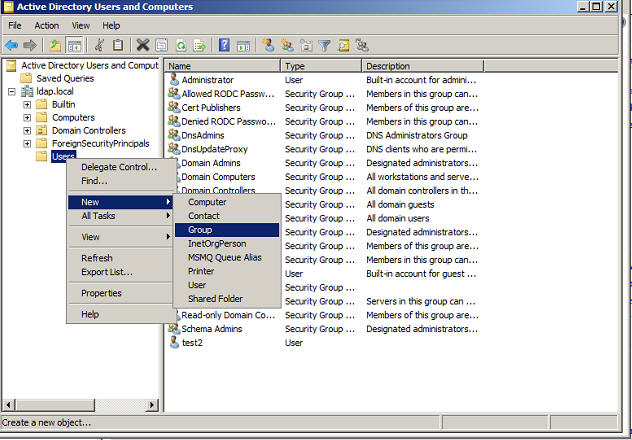 Active Directory Users and Computers
File Action View Help
Active Directory Users and Comput
Saved Queries
ldap.local
Builtin
Computers
Domain Controllers
ForeignSecurityPrincipals
Users
Name Type Description
Administrator User Built-in account for admini...
Allowed RODC Passw... Security Group ... Members in this group can...
Cert Publishers Security Group ... Members of this group are...
Denied RODC Passwo... Security Group ... Members in this group can...
DnsAdmins Security Group ... DNS Administrators Group
DnsUpdateProxy Security Group ... DNS clients who are permi...
Domain Admins Security Group ... Designated administrators...
Domain Computers Security Group ... All workstations and serve...
Domain Controllers Security Group ... All domain controllers in th...
Security Group ... All domain guests
Security Group ... All domain users
Security Group ... Designated administrators...
Security Group ... Members of this group are...
Security Group ... Members in this group can...
User Built-in account for guest ...
Security Group ...
Security Group ... Servers in this group can ...
Read-only Domain Co... Security Group ... Members of this group are...
Schema Admins Security Group ... Designated administrators...
test2 User
Delegate Control...
Find...
New
All Tasks
View
Refresh
Export List...
Properties
Help
Computer
Contact
Group
InetOrgPerson
MSMQ Queue Alias
Printer
User
Shared Folder
Create a new object...